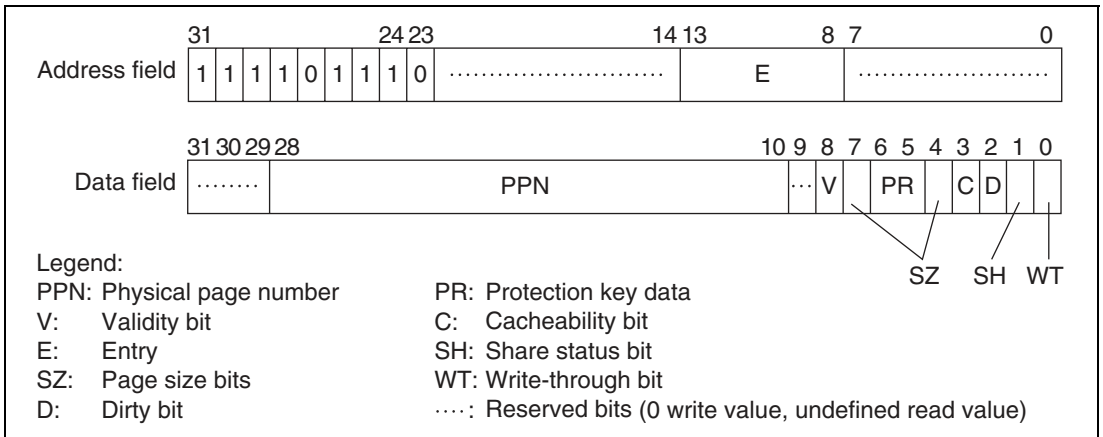 31 24 23 14 13 8 7 0
Address field 1 1 1 1 0 1 1 1 0 ........................... E ........................
31 30 29 28 10 9 8 7 6 5 4 3 2 1 0
Data field ........ PPN ... V PR C D
SZ SH WT
Legend:
PPN: Physical page number PR: Protection key data
V: Validity bit C: Cacheability bit
E: Entry SH: Share status bit
SZ: Page size bits WT: Write-through bit
D: Dirty bit ....: Reserved bits (0 write value, undefined read value)